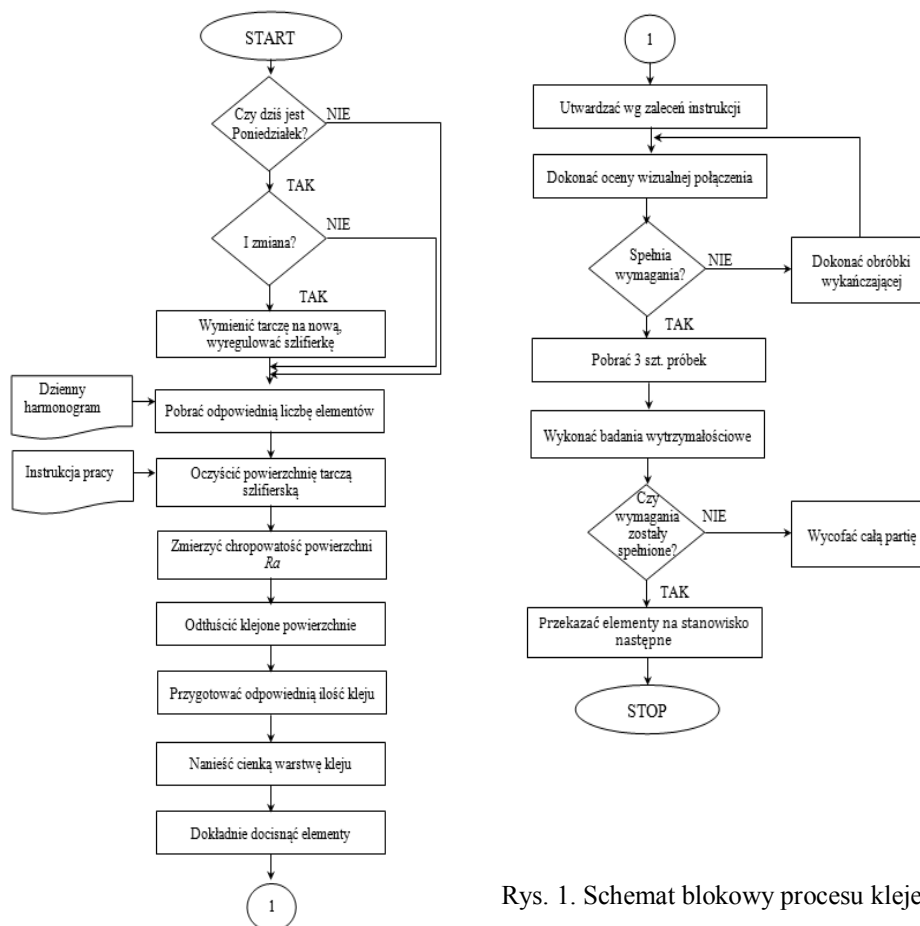 START
Czy dziś jest
Poniedziałek?
NIE
TAK
I zmiana?
NIE
TAK
Wymienić tarczę na nową,
wyregulować szlifierkę
Dzienny
harmonogram
Pobrać odpowiednią liczbę elementów
Instrukcja pracy
Oczyścić powierzchnię tarczą
szlifierską
Zmierzyć chropowatość powierzchni
Ra
Odtłuścić klejone powierzchnie
Przygotować odpowiednią ilość kleju
Nanieść cienką warstwę kleju
Dokładnie docisnąć elementy
1
1
Utwardzać wg zaleceń instrukcji
Dokonać oceny wizualnej połączenia
Spełnia
wymagania?
NIE
Dokonać obróbki
wykańczającej
TAK
Pobrać 3 szt. próbek
Wykonać badania wytrzymałościowe
Czy
wymagania
zostały
spełnione?
NIE
Wycofać całą partię
TAK
Przekazać elementy na stanowisko
następne
STOP
Rys. 1. Schemat blokowy procesu kleje